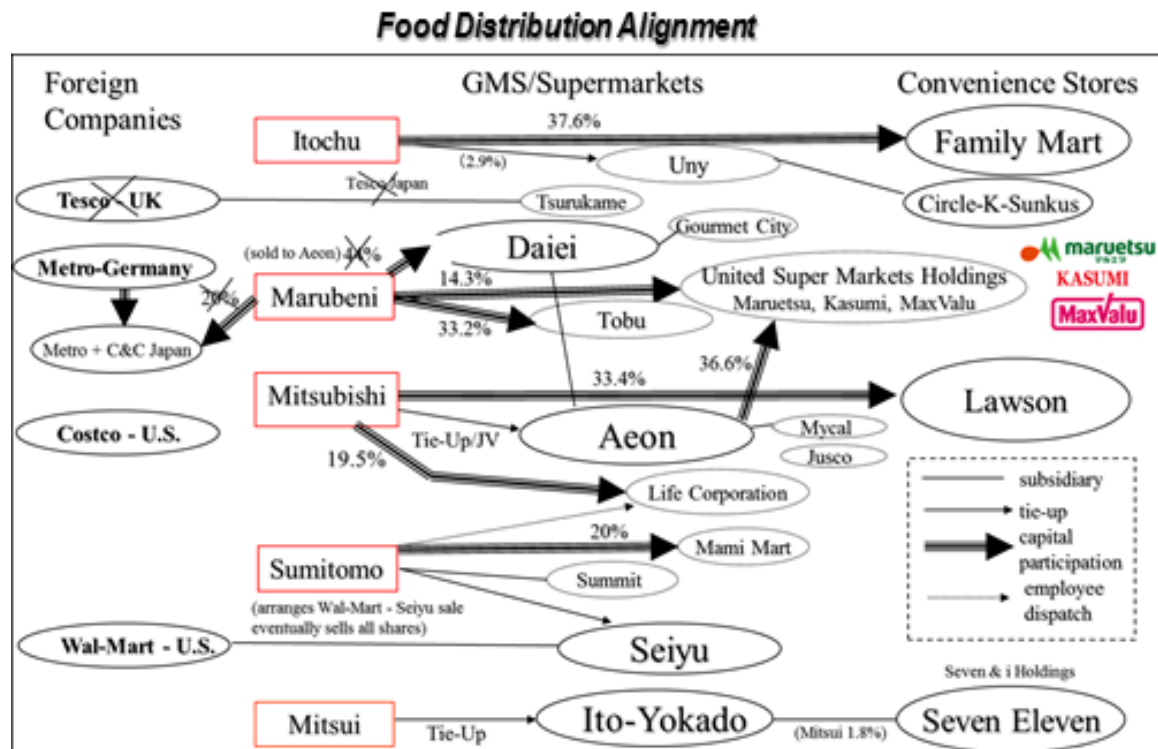 Food Distribution Alignment
Foreign
Companies
GMS/Supermarkets
Convenience Stores
Itochu
37.6%
Family Mart
(2.9%)
Uny
Circle-K-Sunkus
Tesco - UK
Tesco Japan
Tsurukame
Gourmet City
Daiei
(sold to Aeon) 44%
Metro-Germany
20%
Marubeni
14.3%
United Super Markets Holdings
Maruetsu, Kasumi, MaxValu
maruetsu
マルエツ
KASUMI
MaxValu
33.2%
Tobu
Metro + C&C Japan
36.6%
Mitsubishi
33.4%
Lawson
Costco - U.S.
Tie-Up/JV
Aeon
Mycal
Jusco
19.5%
Life Corporation
subsidiary
tie-up
capital
participation
employee
dispatch
20%
Mami Mart
Sumitomo
Summit
(arranges Wal-Mart - Seiyu sale
eventually sells all shares)
Wal-Mart - U.S.
Seiyu
Seven & i Holdings
Mitsui
Tie-Up
Ito-Yokado
(Mitsui 1.8%)
Seven Eleven